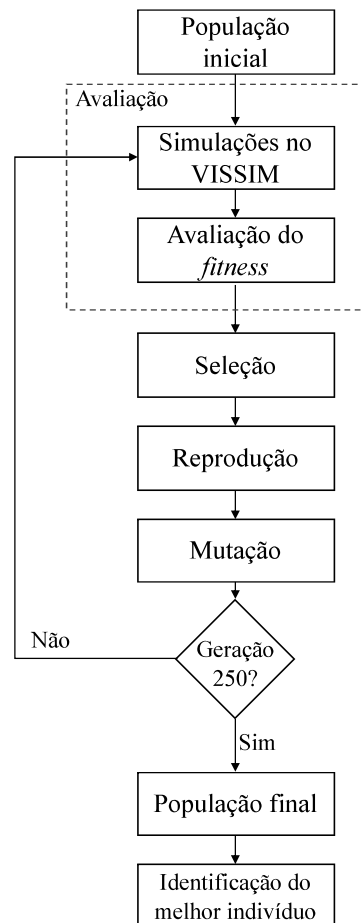 População
inicial
Avaliação
Simulações no
VISSIM
Avaliação do
fitness
Seleção
Reprodução
Mutação
Não
Geração
250?
Sim
População final
Identificação do
melhor indivíduo